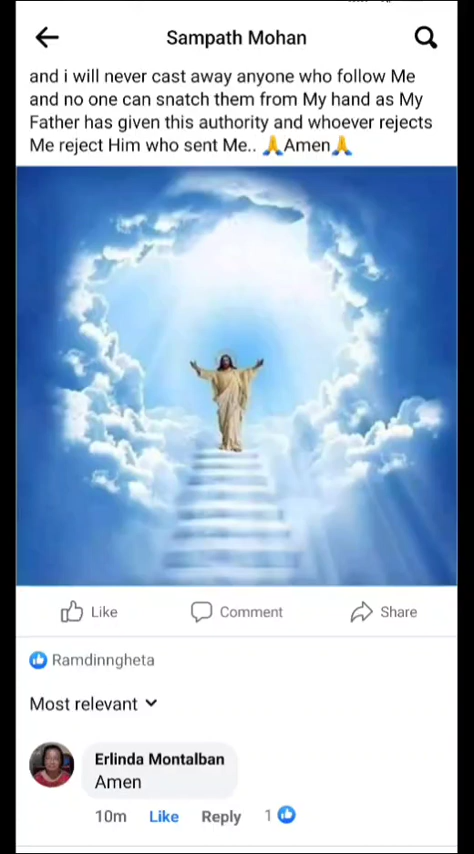 Sampath Mohan
and i will never cast away anyone who follow Me
and no one can snatch them from My hand as My
Father has given this authority and whoever rejects
Me reject Him who sent Me.. 🙏Amen🙏
Like Comment Share
Ramdinngheta
Most relevant
Erlinda Montalban
Amen
10m Like Reply 1